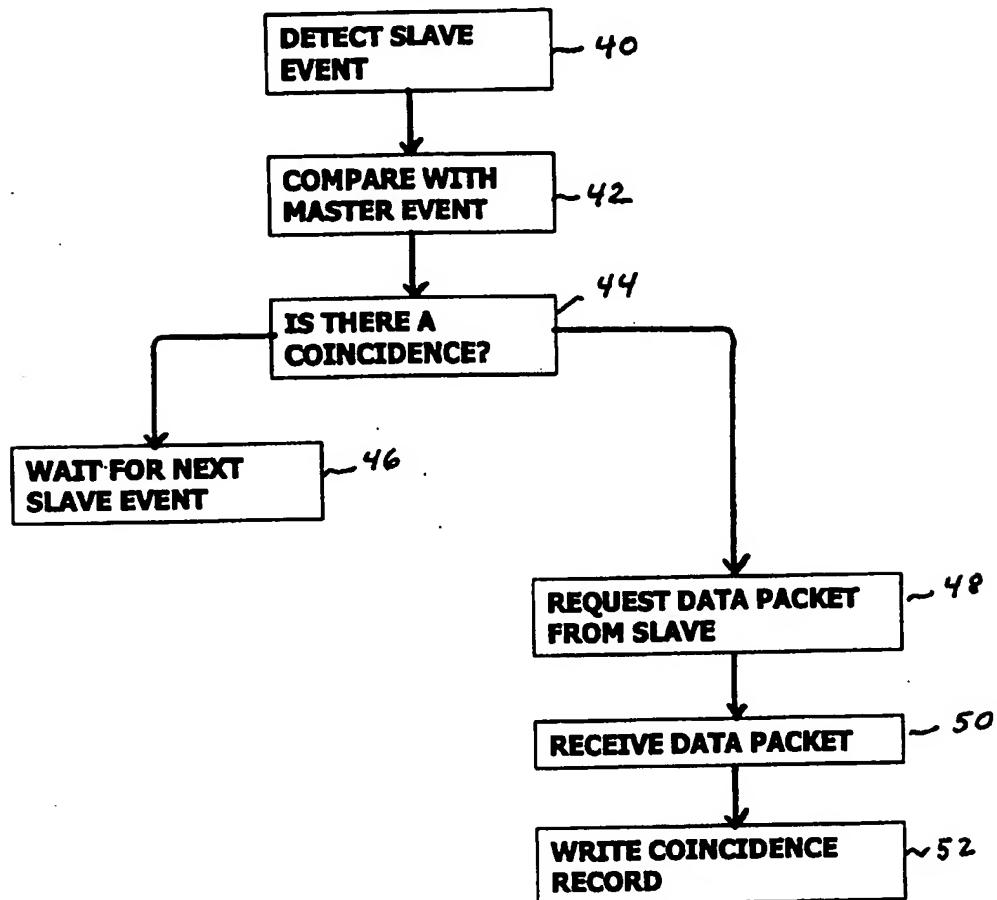 DETECT SLAVE
EVENT
40
COMPARE WITH
MASTER EVENT
42
IS THERE A
COINCIDENCE?
44
WAIT FOR NEXT
SLAVE EVENT
46
REQUEST DATA PACKET
FROM SLAVE
48
RECEIVE DATA PACKET
50
WRITE COINCIDENCE
RECORD
52